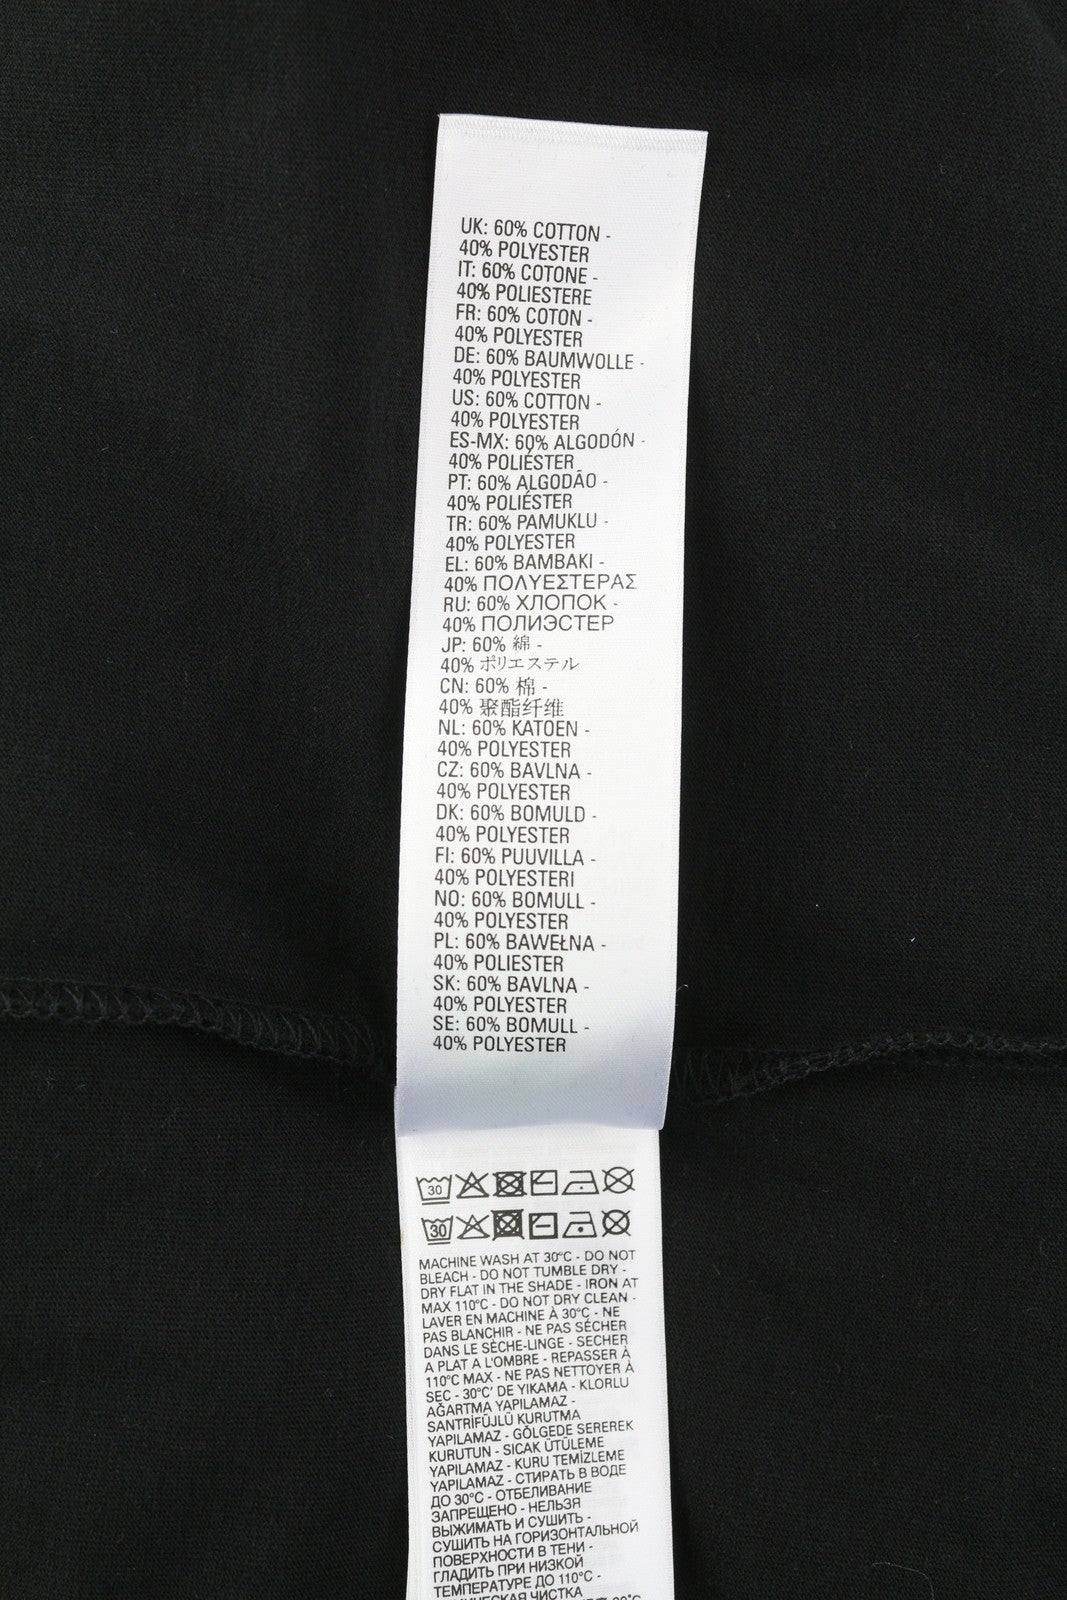 UK: 60% COTTON -
40% POLYESTER
IT: 60% COTONE -
40% POLIESTERE
FR: 60% COTON -
40% POLYESTER
DE: 60% BAUMWOLLE -
40% POLYESTER
US: 60% COTTON -
40% POLYESTER
ES-MX: 60% ALGODÓN -
40% POLIÉSTER
PT: 60% ALGODÃO -
40% POLIÉSTER
TR: 60% PAMUKLU -
40% POLYESTER
EL: 60% BAMBAKI -
40% ΠΟΛΥΕΣΤΕΡΑΣ
RU: 60% ХЛОПОК -
40% ПОЛИЭСТЕР
JP: 60% 綿 -
40% ポリエステル
CN: 60% 棉 -
40% 聚酯纤维
NL: 60% KATOEN -
40% POLYESTER
CZ: 60% BAVLNA -
40% POLYESTER
DK: 60% BOMULD -
40% POLYESTER
FI: 60% PUUVILLA -
40% POLYESTERI
NO: 60% BOMULL -
40% POLYESTER
PL: 60% BAWEŁNA -
40% POLIESTER
SK: 60% BAVLNA -
40% POLYESTER
SE: 60% BOMULL -
40% POLYESTER
30
30
MACHINE WASH AT 30°C - DO NOT
BLEACH - DO NOT TUMBLE DRY -
DRY FLAT IN THE SHADE - IRON AT
MAX 110°C - DO NOT DRY CLEAN -
LAVER EN MACHINE À 30°C - NE
PAS BLANCHIR - NE PAS SÉCHER
DANS LE SÈCHE-LINGE - SECHER
A PLAT A L'OMBRE - REPASSER À
110°C MAX - NE PAS NETTOYER À
SEC - 30°C' DE YIKAMA - KLORLU
AĞARTMA YAPILAMAZ -
SANTRİFÜJLÜ KURUTMA
YAPILAMAZ - GÖLGEDE SEREREK
KURUTUN - SICAK ÜTÜLEME
YAPILAMAZ - KURU TEMİZLEME
YAPILAMAZ - СТИРАТЬ В ВОДЕ
ДО 30°C - ОТБЕЛИВАНИЕ
ЗАПРЕЩЕНО - НЕЛЬЗЯ
ВЫЖИМАТЬ И СУШИТЬ -
СУШИТЬ НА ГОРИЗОНТАЛЬНОЙ
ПОВЕРХНОСТИ В ТЕНИ -
ГЛАДИТЬ ПРИ НИЗКОЙ
ТЕМПЕРАТУРЕ ДО 110°C -
ЧИСТКА